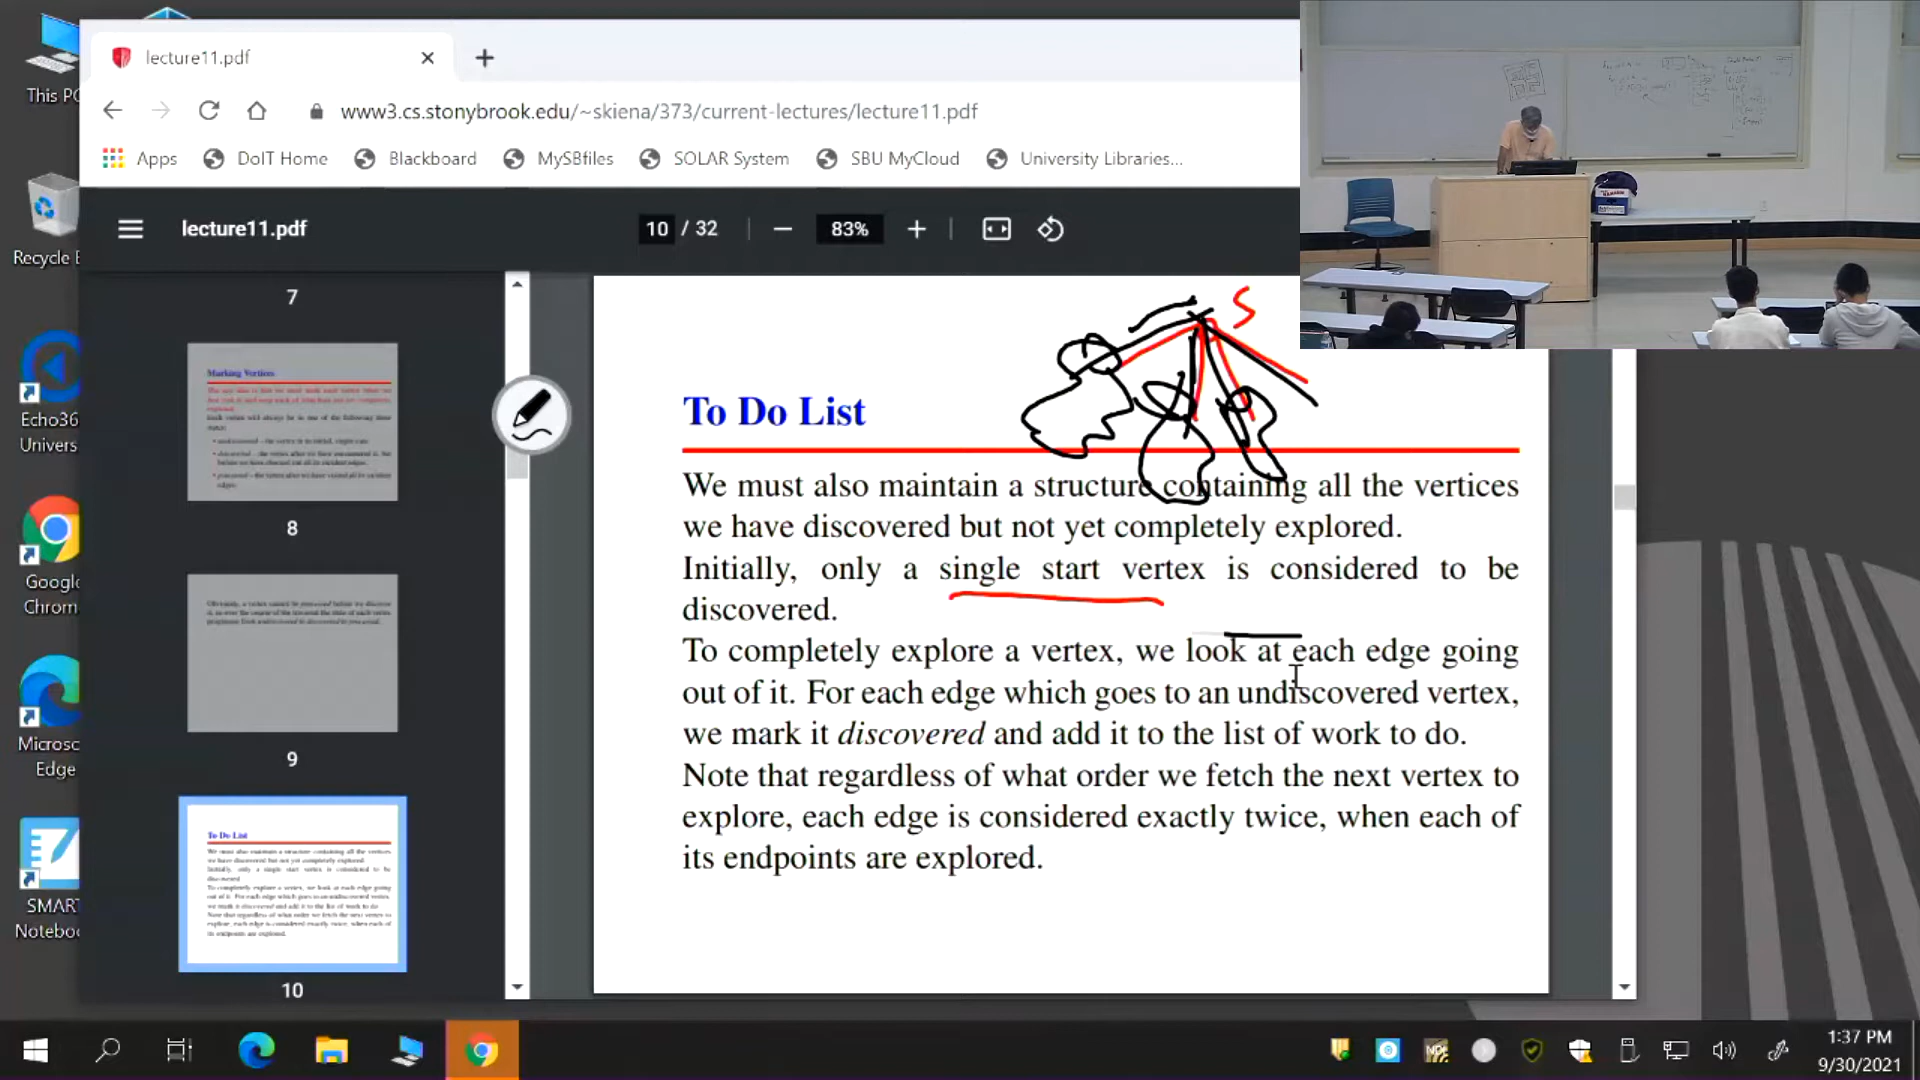 This PC
lecture11.pdf
www3.cs.stonybrook.edu/~skiena/373/current-lectures/lecture11.pdf
Apps DoIT Home Blackboard MySBfiles SOLAR System SBU MyCloud University Libraries...
Recycle B
lecture11.pdf
10 / 32
83%
7
Marking Vertices
8
9
To Do List
10
Echo36
Univers
Google
Chrom
Microsc
Edge
SMART
Notebo
S
To Do List
We must also maintain a structure containing all the vertices
we have discovered but not yet completely explored.
Initially, only a single start vertex is considered to be
discovered.
To completely explore a vertex, we look at each edge going
out of it. For each edge which goes to an undiscovered vertex,
we mark it discovered and add it to the list of work to do.
Note that regardless of what order we fetch the next vertex to
explore, each edge is considered exactly twice, when each of
its endpoints are explored.
1:37 PM
9/30/2021